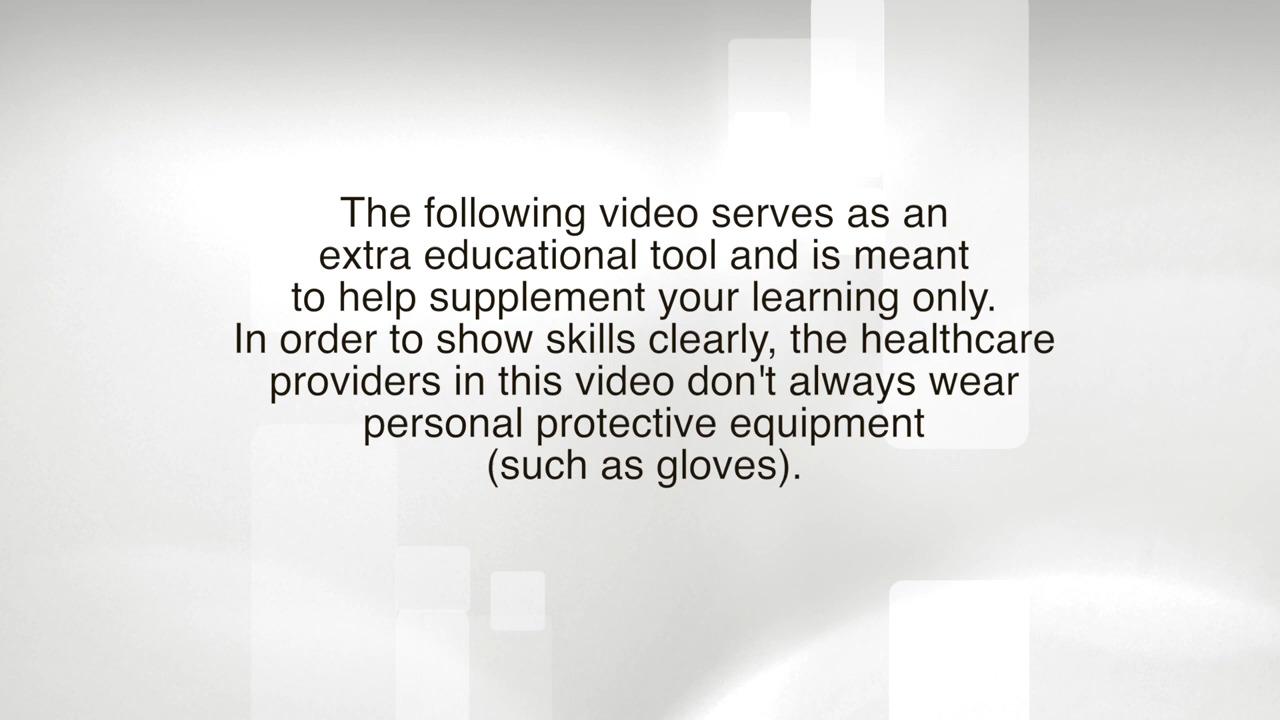 The following video serves as an
extra educational tool and is meant
to help supplement your learning only.
In order to show skills clearly, the healthcare
providers in this video don't always wear
personal protective equipment
(such as gloves).